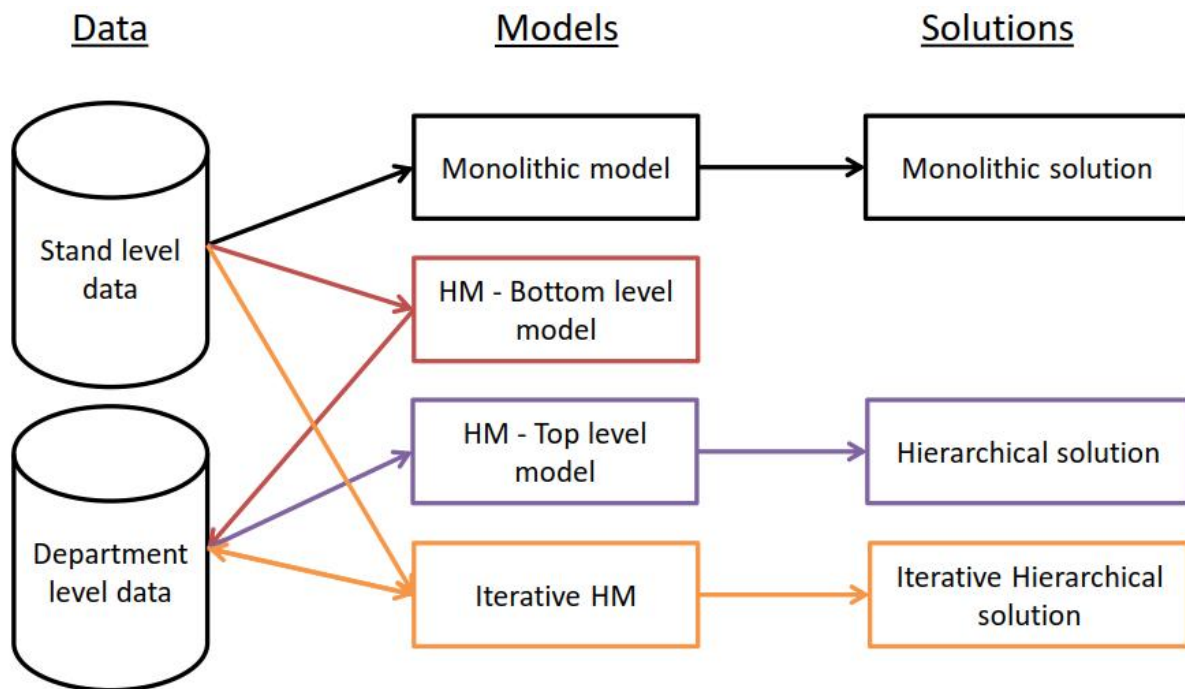 Data
Models
Solutions
Stand level
data
Monolithic model
Monolithic solution
HM - Bottom level
model
Department
level data
HM - Top level
model
Hierarchical solution
Iterative HM
Iterative Hierarchical
solution